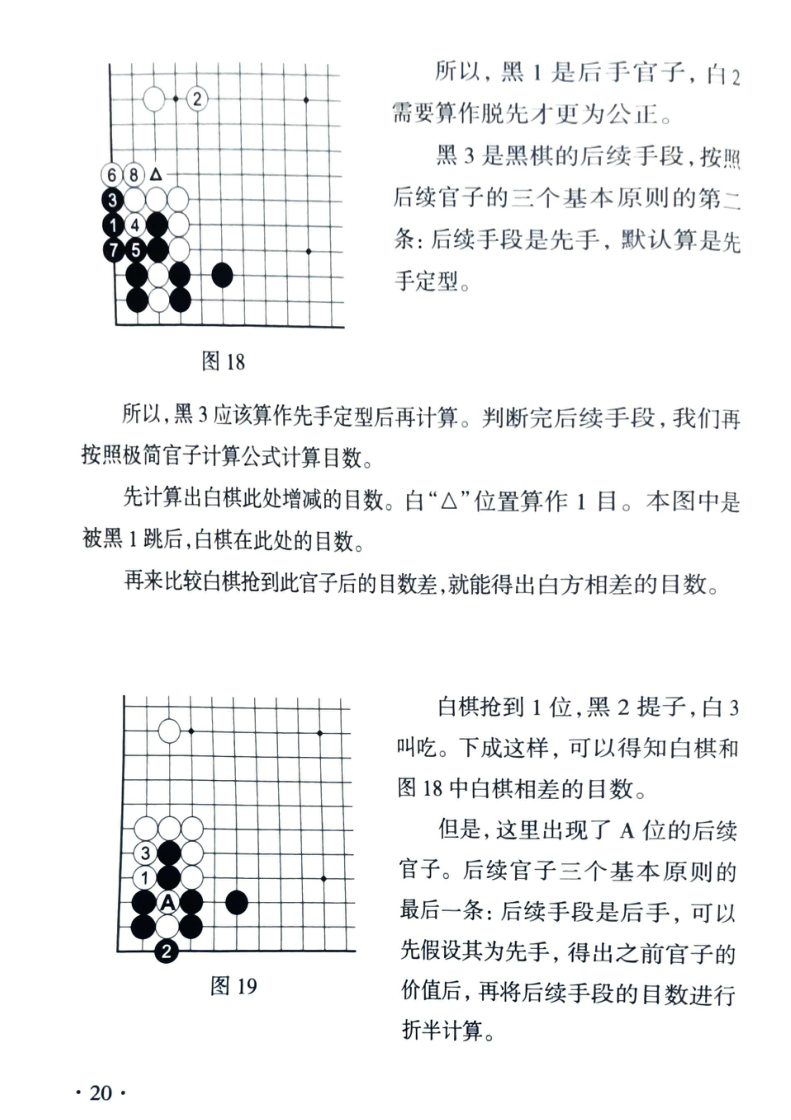 所以，黑 1 是后手官子，白 2
需要算作脱先才更为公正。
黑 3 是黑棋的后续手段，按照
后续官子的三个基本原则的第二
条：后续手段是先手，默认算是先
手定型。
2
6 8 △
3
1 4
7 5
图 18
所以，黑 3 应该算作先手定型后再计算。判断完后续手段，我们再
按照极简官子计算公式计算目数。
先计算出白棋此处增减的目数。白“△”位置算作 1 目。本图中是
被黑 1 跳后，白棋在此处的目数。
再来比较白棋抢到此官子后的目数差，就能得出白方相差的目数。
3
1
A
2
图 19
白棋抢到 1 位，黑 2 提子，白 3
叫吃。下成这样，可以得知白棋和
图 18 中白棋相差的目数。
但是，这里出现了 A 位的后续
官子。后续官子三个基本原则的
最后一条：后续手段是后手，可以
先假设其为先手，得出之前官子的
价值后，再将后续手段的目数进行
折半计算。
· 20 ·